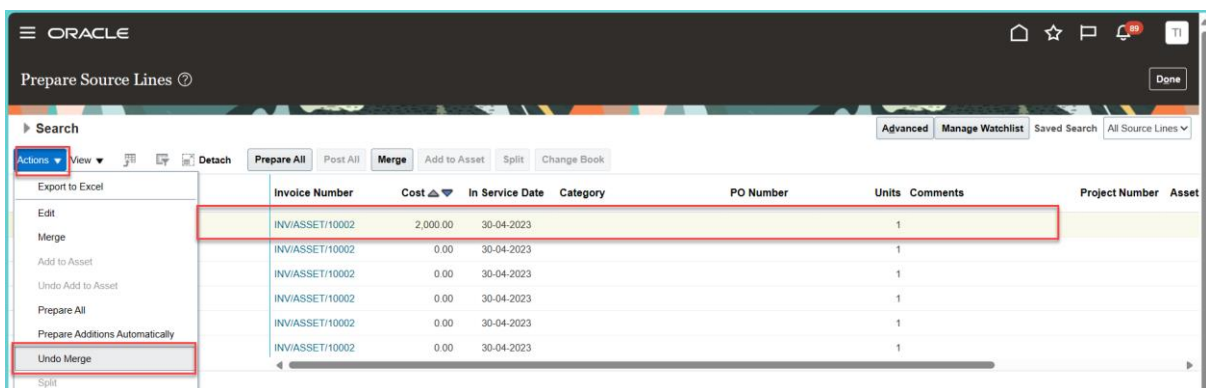 ORACLE
89
TI
Prepare Source Lines
Done
Search
Advanced Manage Watchlist Saved Search All Source Lines
Actions View Detach Prepare All Post All Merge Add to Asset Split Change Book
Export to Excel
Edit
Merge
Add to Asset
Undo Add to Asset
Prepare All
Prepare Additions Automatically
Undo Merge
Split
Invoice Number Cost In Service Date Category PO Number Units Comments Project Number Asset
INV/ASSET/10002 2,000.00 30-04-2023 1
INV/ASSET/10002 0.00 30-04-2023 1
INV/ASSET/10002 0.00 30-04-2023 1
INV/ASSET/10002 0.00 30-04-2023 1
INV/ASSET/10002 0.00 30-04-2023 1
INV/ASSET/10002 0.00 30-04-2023 1